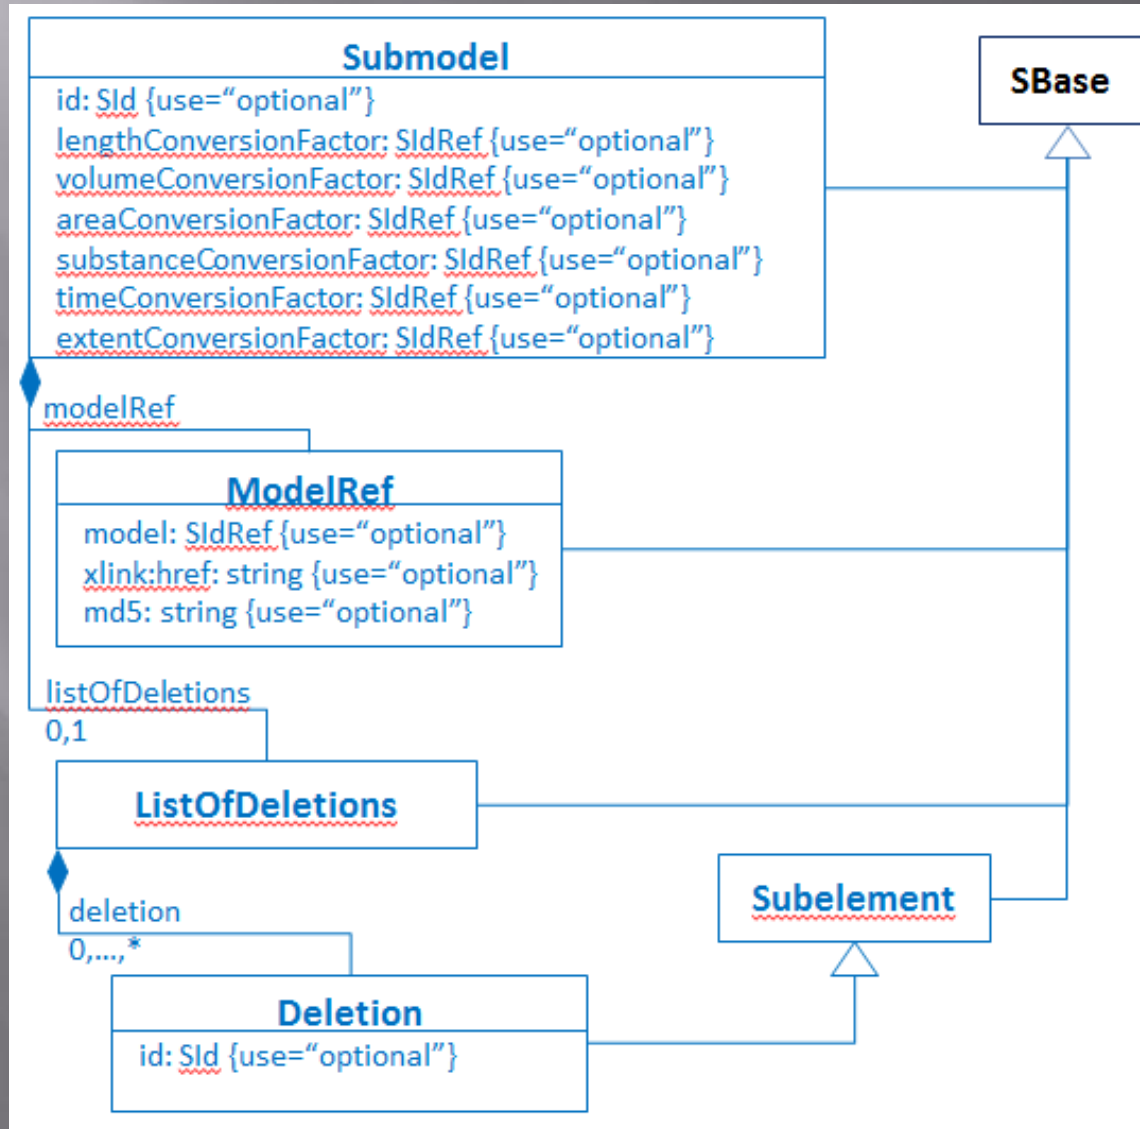 Submodel
id: SId {use=“optional”}
lengthConversionFactor: SIdRef {use=“optional”}
volumeConversionFactor: SIdRef {use=“optional”}
areaConversionFactor: SIdRef {use=“optional”}
substanceConversionFactor: SIdRef {use=“optional”}
timeConversionFactor: SIdRef {use=“optional”}
extentConversionFactor: SIdRef {use=“optional”}
SBase
modelRef
ModelRef
model: SIdRef {use=“optional”}
xlink:href: string {use=“optional”}
md5: string {use=“optional”}
listOfDeletions
0,1
ListOfDeletions
Subelement
deletion
0,...,*
Deletion
id: SId {use=“optional”}